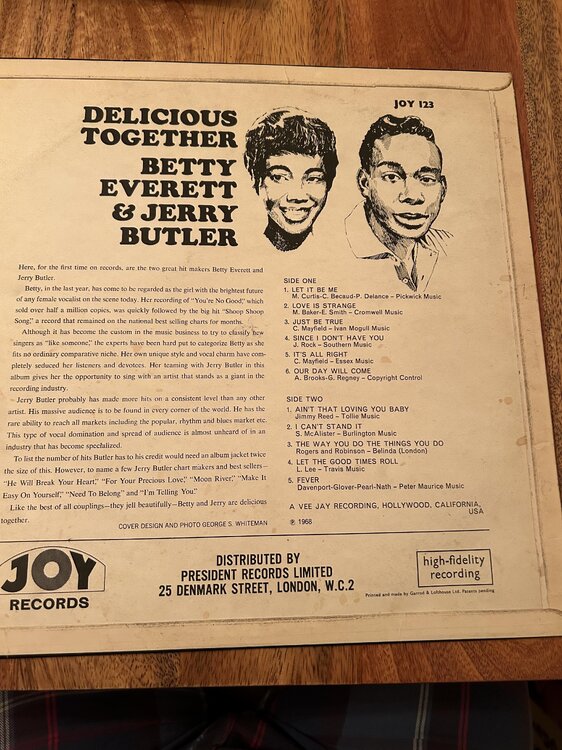 JOY 123
DELICIOUS
TOGETHER
BETTY
EVERETT
& JERRY
BUTLER
Here, for the first time on records, are the two great hit makers Betty Everett and
Jerry Butler.
Betty, in the last year, has come to be regarded as the girl with the brightest future
of any female vocalist on the scene today. Her recording of "You're No Good," which
sold over half a million copies, was quickly followed by the big hit "Shoop Shoop
Song," a record that remained on the national best selling charts for months.
Although it has become the custom in the music business to try to classify new
singers as "like someone," the experts have been hard put to categorize Betty as she
fits no ordinary comparative niche. Her own unique style and vocal charm have com-
pletely seduced her listeners and devotees. Her teaming with Jerry Butler in this
album gives her the opportunity to sing with an artist that stands as a giant in the
recording industry.
Jerry Butler probably has made more hits on a consistent level than any other
artist. His massive audience is to be found in every corner of the world. He has the
rare ability to reach all markets including the popular, rhythm and blues market etc.
This type of vocal domination and spread of audience is almost unheard of in an
industry that has become specialized.
To list the number of hits Butler has to his credit would need an album jacket twice
the size of this. However, to name a few Jerry Butler chart makers and best sellers—
"He Will Break Your Heart," "For Your Precious Love," "Moon River," "Make It
Easy On Yourself," "Need To Belong" and "I'm Telling You."
Like the best of all couplings—they jell beautifully—Betty and Jerry are delicious
together.
COVER DESIGN AND PHOTO GEORGE S. WHITEMAN
SIDE ONE
1. LET IT BE ME
M. Curtis-C. Becaud-P. Delance – Pickwick Music
2. LOVE IS STRANGE
M. Baker-E. Smith – Cromwell Music
3. JUST BE TRUE
C. Mayfield – Ivan Mogull Music
4. SINCE I DON'T HAVE YOU
J. Rock – Southern Music
5. IT'S ALL RIGHT
C. Mayfield – Essex Music
6. OUR DAY WILL COME
A. Brooks-G. Regney – Copyright Control
SIDE TWO
1. AIN'T THAT LOVING YOU BABY
Jimmy Reed – Tollie Music
2. I CAN'T STAND IT
S. McAlister – Burlington Music
3. THE WAY YOU DO THE THINGS YOU DO
Rogers and Robinson – Belinda (London)
4. LET THE GOOD TIMES ROLL
L. Lee – Travis Music
5. FEVER
Davenport-Glover-Pearl-Nath – Peter Maurice Music
A VEE JAY RECORDING, HOLLYWOOD, CALIFORNIA,
USA
℗ 1968
JOY
RECORDS
DISTRIBUTED BY
PRESIDENT RECORDS LIMITED
25 DENMARK STREET, LONDON, W.C.2
high-fidelity
recording
Printed and made by Garrod & Lofthouse Ltd. Patents pending